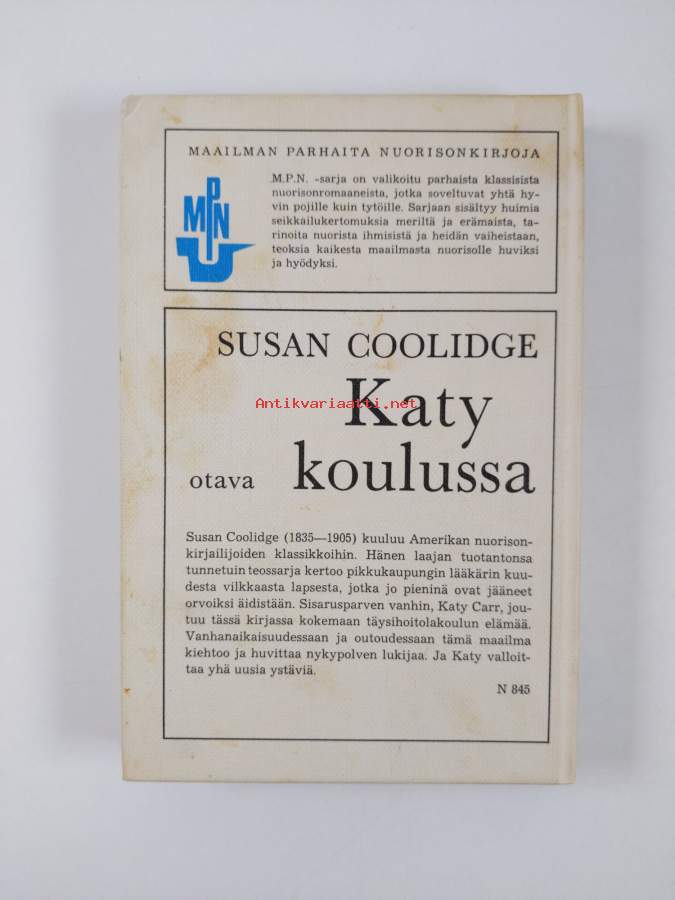 MAAILMAN PARHAITA NUORISONKIRJOJA
MPN
M.P.N. -sarja on valikoitu parhaista klassisista
nuorisonromaaneista, jotka soveltuvat yhtä hy-
vin pojille kuin tytöille. Sarjaan sisältyy huimia
seikkailukertomuksia meriltä ja erämaista, ta-
rinoita nuorista ihmisistä ja heidän vaiheistaan,
teoksia kaikesta maailmasta nuorisolle huviksi
ja hyödyksi.
SUSAN COOLIDGE
Antikvariaatti.net
Katy
otava koulussa
Susan Coolidge (1835—1905) kuuluu Amerikan nuorison-
kirjailijoiden klassikkoihin. Hänen laajan tuotantonsa
tunnetuin teossarja kertoo pikkukaupungin lääkärin kuu-
desta vilkkaasta lapsesta, jotka jo pieninä ovat jääneet
orvoiksi äidistään. Sisarusparven vanhin, Katy Carr, jou-
tuu tässä kirjassa kokemaan täysihoitolakoulun elämää.
Vanhanaikaisuudessaan ja outoudessaan tämä maailma
kiehtoo ja huvittaa nykypolven lukijaa. Ja Katy valloit-
taa yhä uusia ystäviä.
N 845